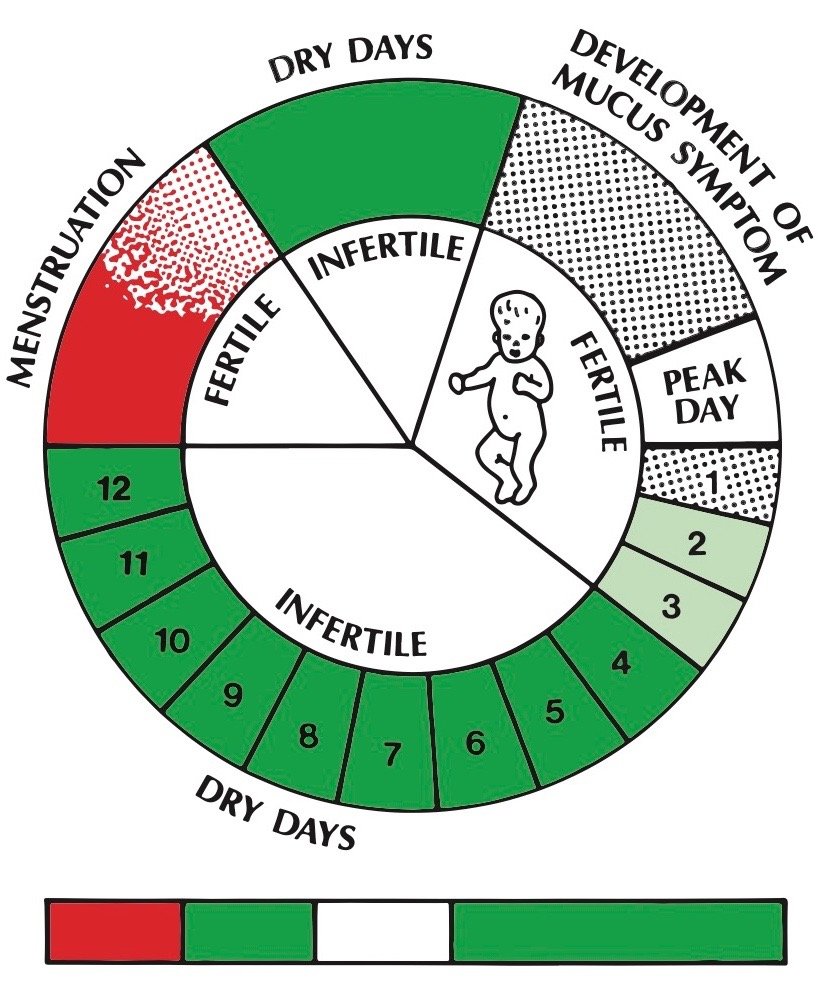 DRY DAYS
DEVELOPMENT OF
MUCUS SYMPTOM
MENSTRUATION
INFERTILE
FERTILE
FERTILE
PEAK
DAY
1
2
3
4
5
6
7
8
9
10
11
12
INFERTILE
DRY DAYS